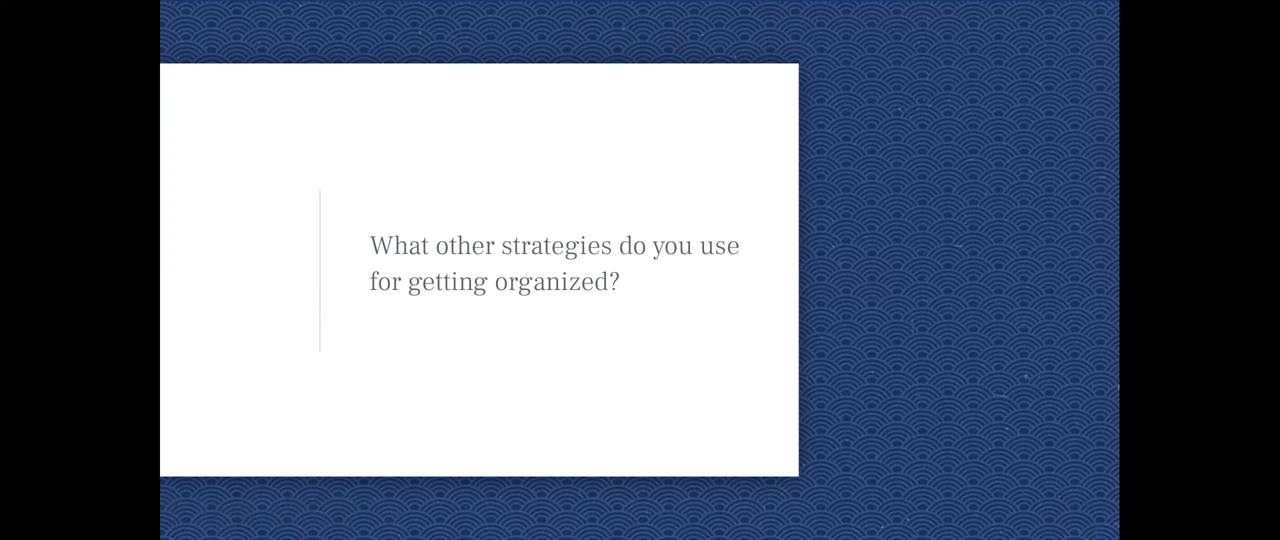 What other strategies do you use
for getting organized?